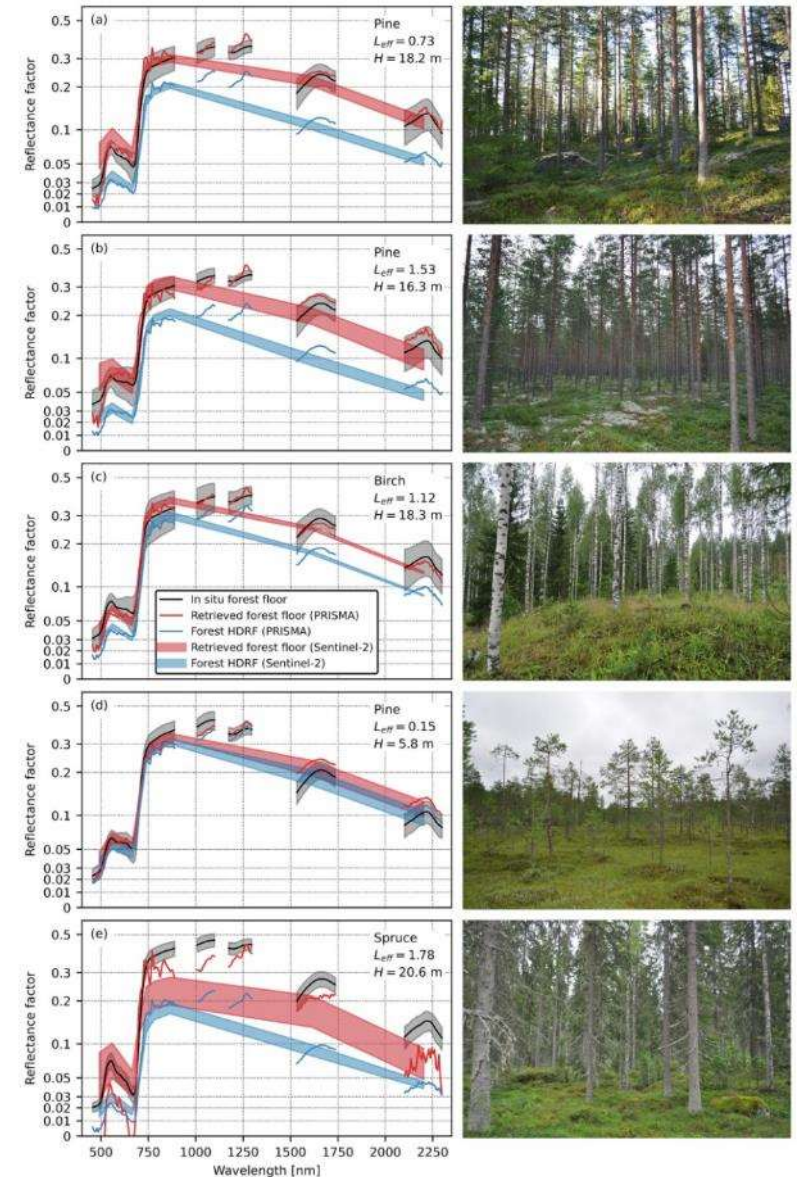 (a)
Pine
L_eff = 0.73
H = 18.2 m
Reflectance factor
0.5
0.3
0.2
0.1
0.05
0.03
0.02
0.01
0
(b)
Pine
L_eff = 1.53
H = 16.3 m
Reflectance factor
0.5
0.3
0.2
0.1
0.05
0.03
0.02
0.01
0
(c)
Birch
L_eff = 1.12
H = 18.3 m
Reflectance factor
0.5
0.3
0.2
0.1
0.05
0.03
0.02
0.01
0
In situ forest floor
Retrieved forest floor (PRISMA)
Forest HDRF (PRISMA)
Retrieved forest floor (Sentinel-2)
Forest HDRF (Sentinel-2)
(d)
Pine
L_eff = 0.15
H = 5.8 m
Reflectance factor
0.5
0.3
0.2
0.1
0.05
0.03
0.02
0.01
0
(e)
Spruce
L_eff = 1.78
H = 20.6 m
Reflectance factor
0.5
0.3
0.2
0.1
0.05
0.03
0.02
0.01
0
500 750 1000 1250 1500 1750 2000 2250
Wavelength [nm]